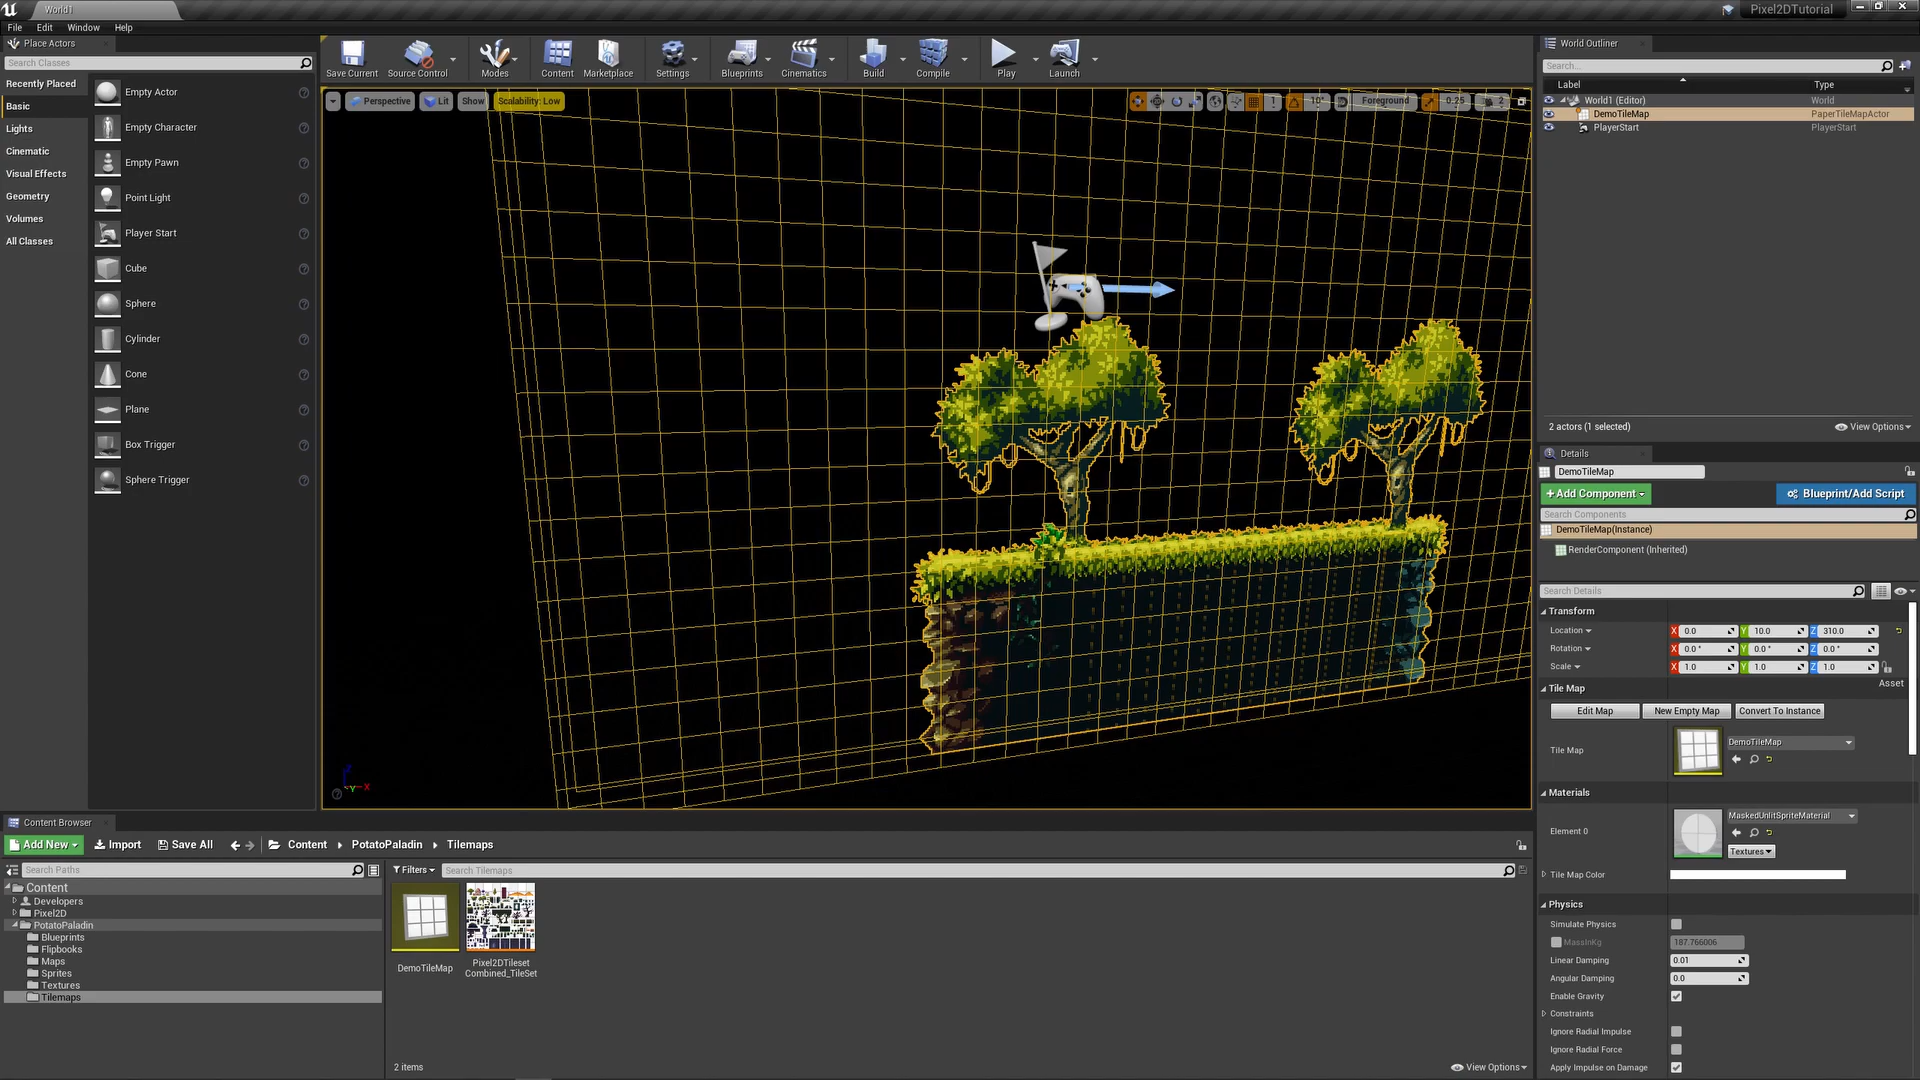 World1
Pixel2DTutorial
File Edit Window Help
Place Actors
Search Classes
Recently Placed
Basic
Lights
Cinematic
Visual Effects
Geometry
Volumes
All Classes
Empty Actor
Empty Character
Empty Pawn
Point Light
Player Start
Cube
Sphere
Cylinder
Cone
Plane
Box Trigger
Sphere Trigger
Save Current Source Control Modes Content Marketplace Settings Blueprints Cinematics Build Compile Play Launch
Perspective Lit Show Scalability: Low
1 10° Foreground 0.25 2
X Y X
World Outliner
Search...
Label Type
World1 (Editor) World
DemoTileMap PaperTileMapActor
PlayerStart PlayerStart
2 actors (1 selected) View Options
Details
DemoTileMap
+Add Component Blueprint/Add Script
Search Components
DemoTileMap(Instance)
RenderComponent (Inherited)
Search Details
Transform
Location X 0.0 Y 10.0 Z 310.0
Rotation X 0.0° Y 0.0° Z 0.0°
Scale X 1.0 Y 1.0 Z 1.0
Asset
Tile Map
Edit Map New Empty Map Convert To Instance
Tile Map DemoTileMap
Materials
Element 0 MaskedUnlitSpriteMaterial
Textures
Tile Map Color
Physics
Simulate Physics
MassInKg 187.766006
Linear Damping 0.01
Angular Damping 0.0
Enable Gravity
Constraints
Ignore Radial Impulse
Ignore Radial Force
Apply Impulse on Damage
Content Browser
Add New Import Save All Content PotatoPaladin Tilemaps
Search Paths Filters Search Tilemaps
Content
Developers
Pixel2D
PotatoPaladin
Blueprints
Flipbooks
Maps
Sprites
Textures
Tilemaps
DemoTileMap
Pixel2DTileset
Combined_TileSet
2 items View Options